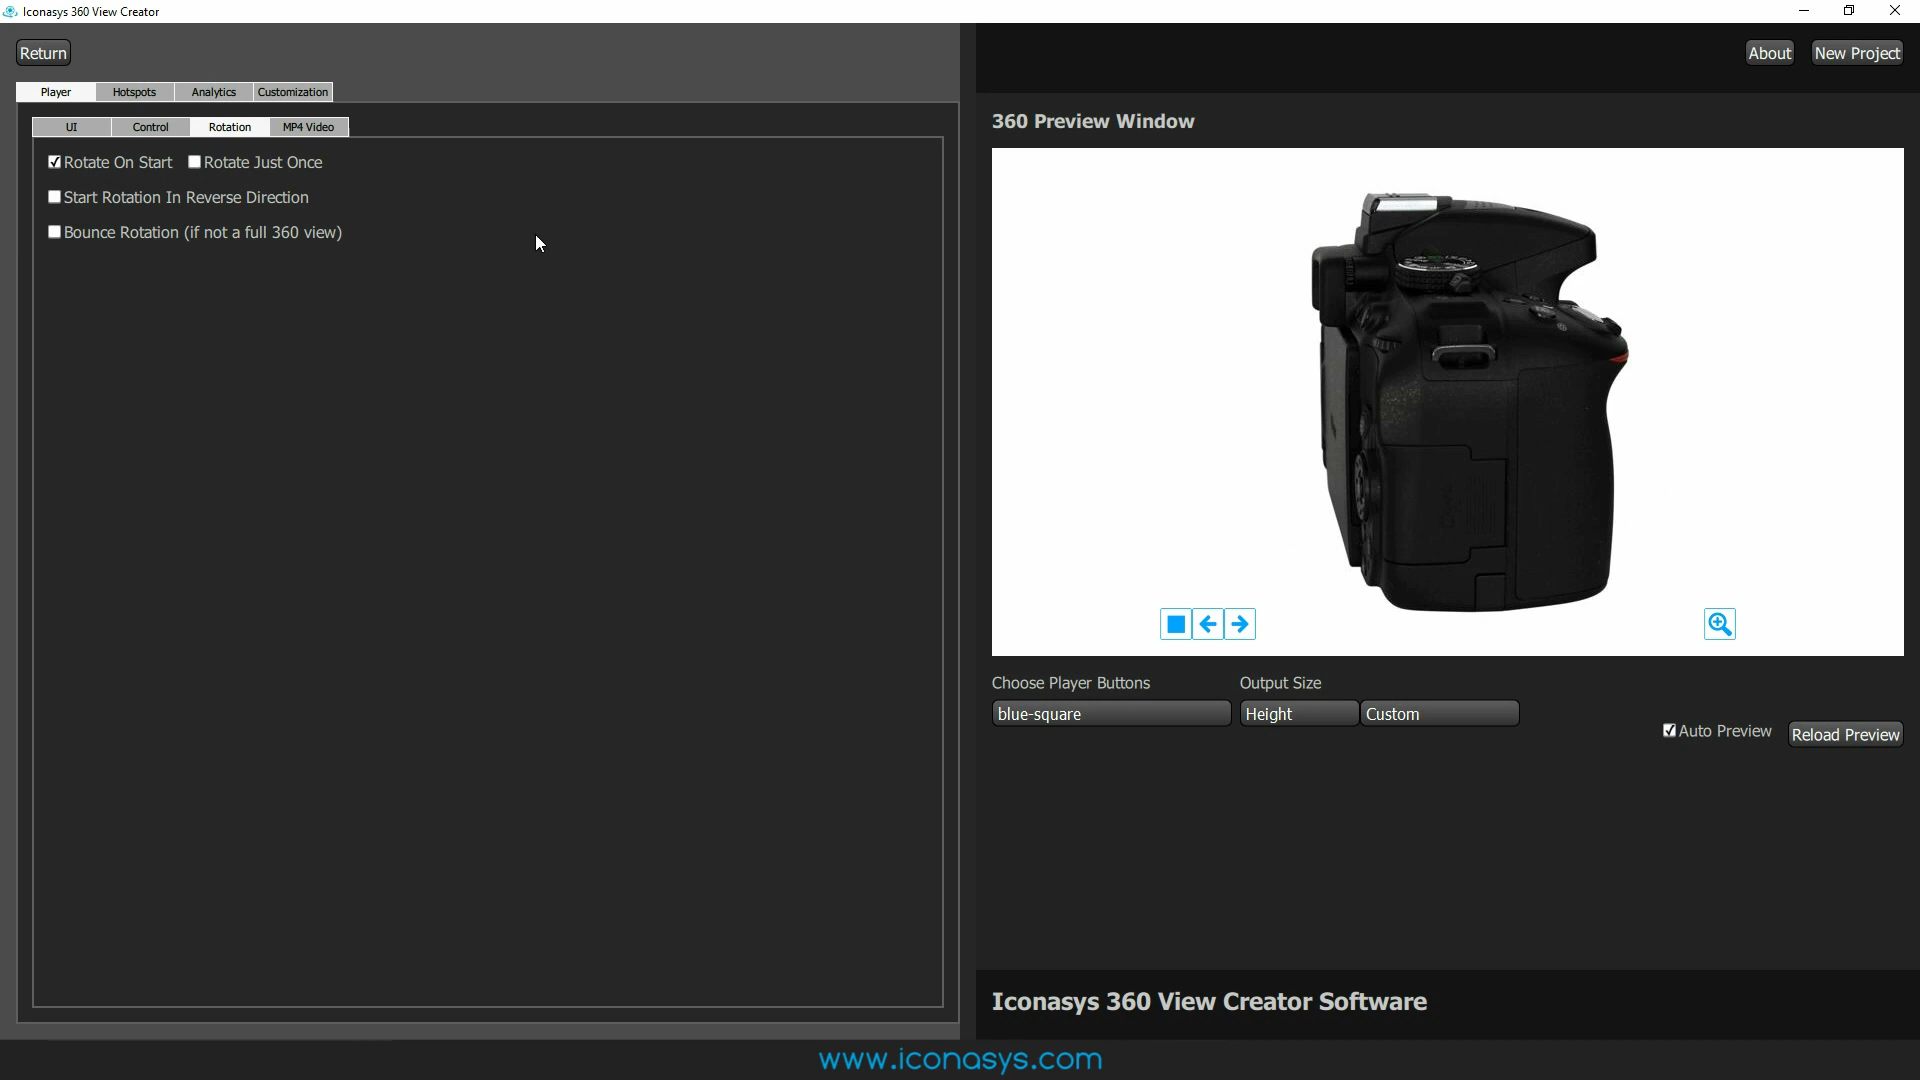 Iconasys 360 View Creator
Return
About
New Project
Player
Hotspots
Analytics
Customization
UI
Control
Rotation
MP4 Video
Rotate On Start
Rotate Just Once
Start Rotation In Reverse Direction
Bounce Rotation (if not a full 360 view)
360 Preview Window
Choose Player Buttons
Output Size
blue-square
Height
Custom
Auto Preview
Reload Preview
Iconasys 360 View Creator Software
www.iconasys.com